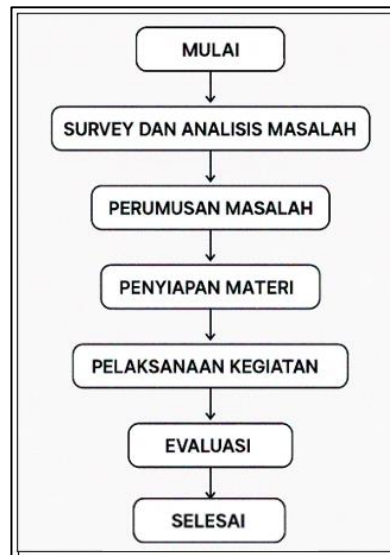 MULAI
SURVEY DAN ANALISIS MASALAH
PERUMUSAN MASALAH
PENYIAPAN MATERI
PELAKSANAAN KEGIATAN
EVALUASI
SELESAI